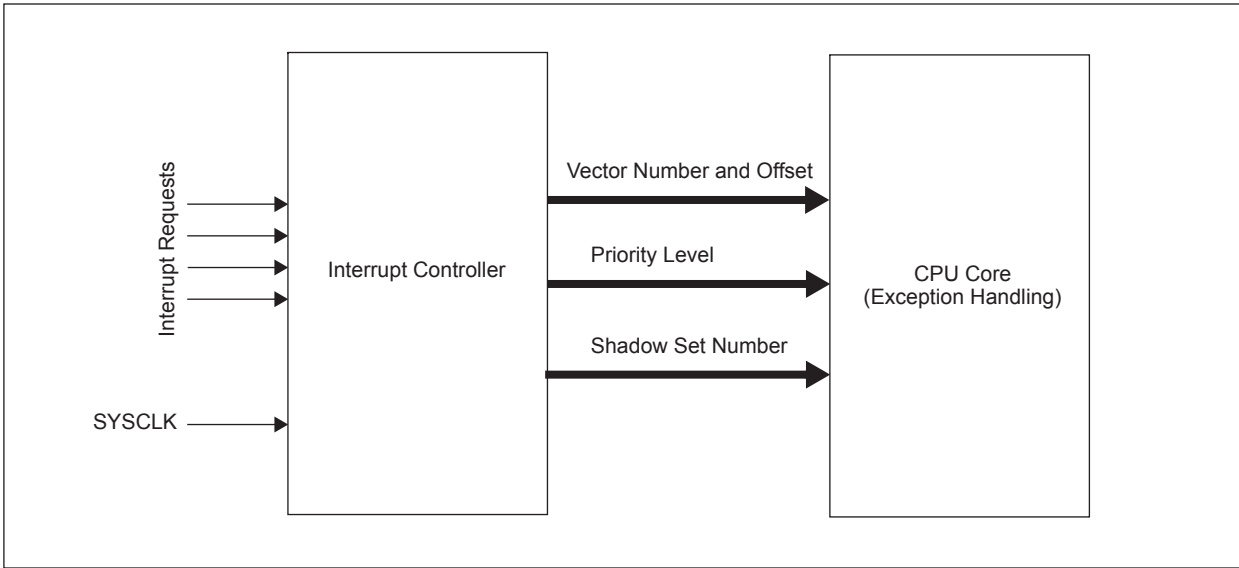 Interrupt Requests
SYSCLK
Interrupt Controller
Vector Number and Offset
Priority Level
Shadow Set Number
CPU Core
(Exception Handling)